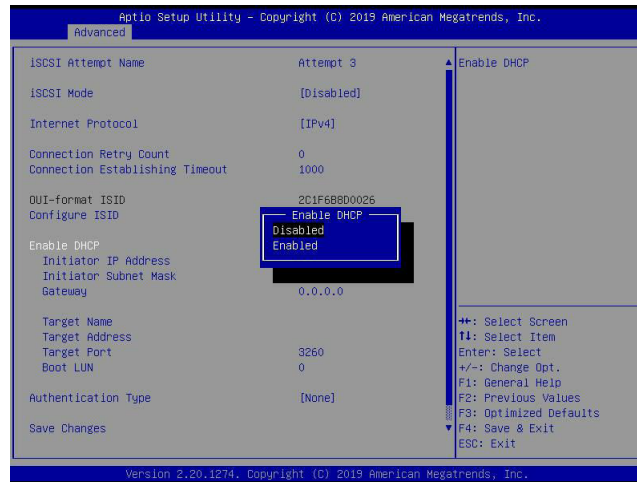 Aptio Setup Utility – Copyright (C) 2019 American Megatrends, Inc.
Advanced
iSCSI Attempt Name Attempt 3
iSCSI Mode [Disabled]
Internet Protocol [IPv4]
Connection Retry Count 0
Connection Establishing Timeout 1000
OUI-format ISID 2C1F6B8D0026
Configure ISID
Enable DHCP
Initiator IP Address
Initiator Subnet Mask
Gateway 0.0.0.0
Target Name
Target Address
Target Port 3260
Boot LUN 0
Authentication Type [None]
Save Changes
Enable DHCP
Disabled
Enabled
Enable DHCP
→←: Select Screen
↑↓: Select Item
Enter: Select
+/-: Change Opt.
F1: General Help
F2: Previous Values
F3: Optimized Defaults
F4: Save & Exit
ESC: Exit
Version 2.20.1274. Copyright (C) 2019 American Megatrends, Inc.